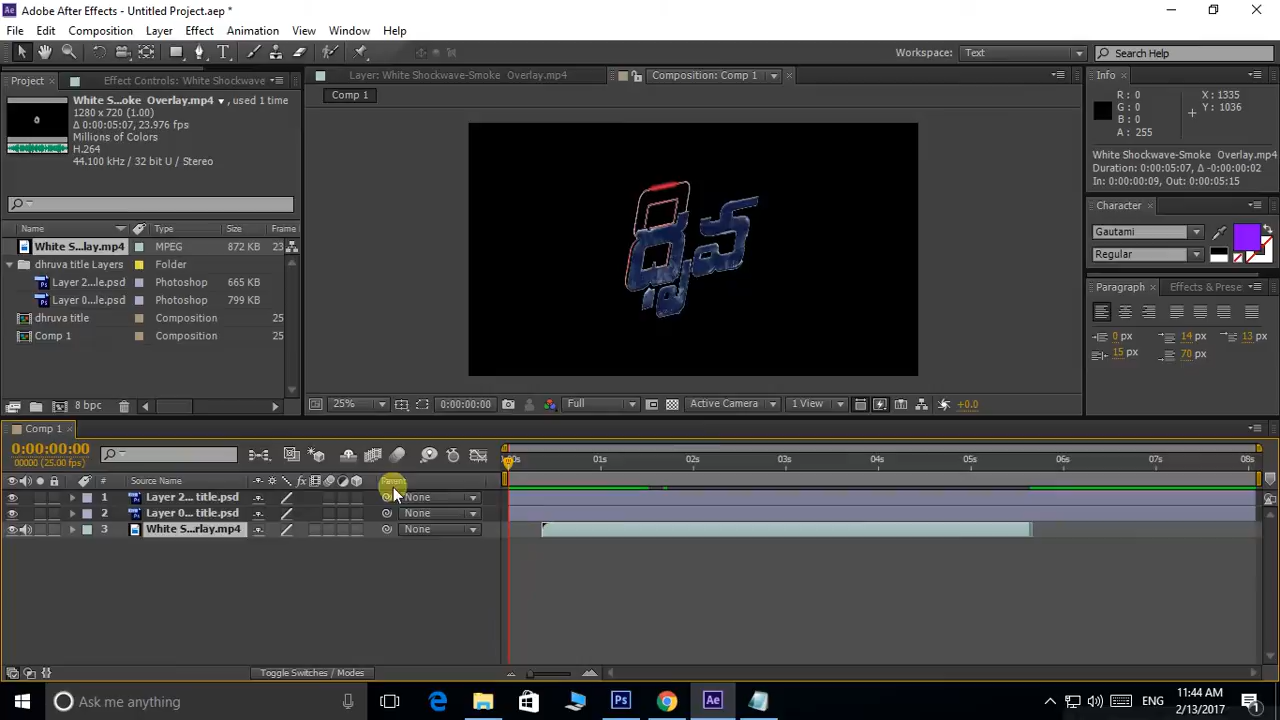 Adobe After Effects - Untitled Project.aep *
File Edit Composition Layer Effect Animation View Window Help
Workspace: Text Search Help
Project Effect Controls: White Shockwave
Layer: White Shockwave-Smoke Overlay.mp4
Composition: Comp 1
Info
White S...oke Overlay.mp4 , used 1 time
1280 x 720 (1.00)
Δ 0:00:05:07, 23.976 fps
Millions of Colors
H.264
44.100 kHz / 32 bit U / Stereo
Comp 1
R : 0
G : 0
B : 0
A : 255
X : 1335
Y : 1036
ధృవ
White Shockwave-Smoke Overlay.mp4
Duration: 0:00:05:07, Δ -0:00:00:02
In: 0:00:00:09, Out: 0:00:05:15
Character
Gautami
Regular
Paragraph Effects & Prese
0 px 14 px 13 px
15 px 70 px
Name Type Size Frame
White S...lay.mp4 MPEG 872 KB 23
dhruva title Layers Folder
Layer 2...le.psd Photoshop 665 KB
Layer 0...le.psd Photoshop 799 KB
dhruva title Composition 25
Comp 1 Composition 25
8 bpc
25% 0:00:00:00 Full Active Camera 1 View +0.0
Comp 1
0:00:00:00
00000 (25.00 fps)
# Source Name Parent
00s 01s 02s 03s 04s 05s 06s 07s 08s
1 Layer 2... title.psd None
2 Layer 0... title.psd None
3 White S...rlay.mp4 None
Toggle Switches / Modes
Ask me anything
Ps Ae
ENG
11:44 AM
2/13/2017